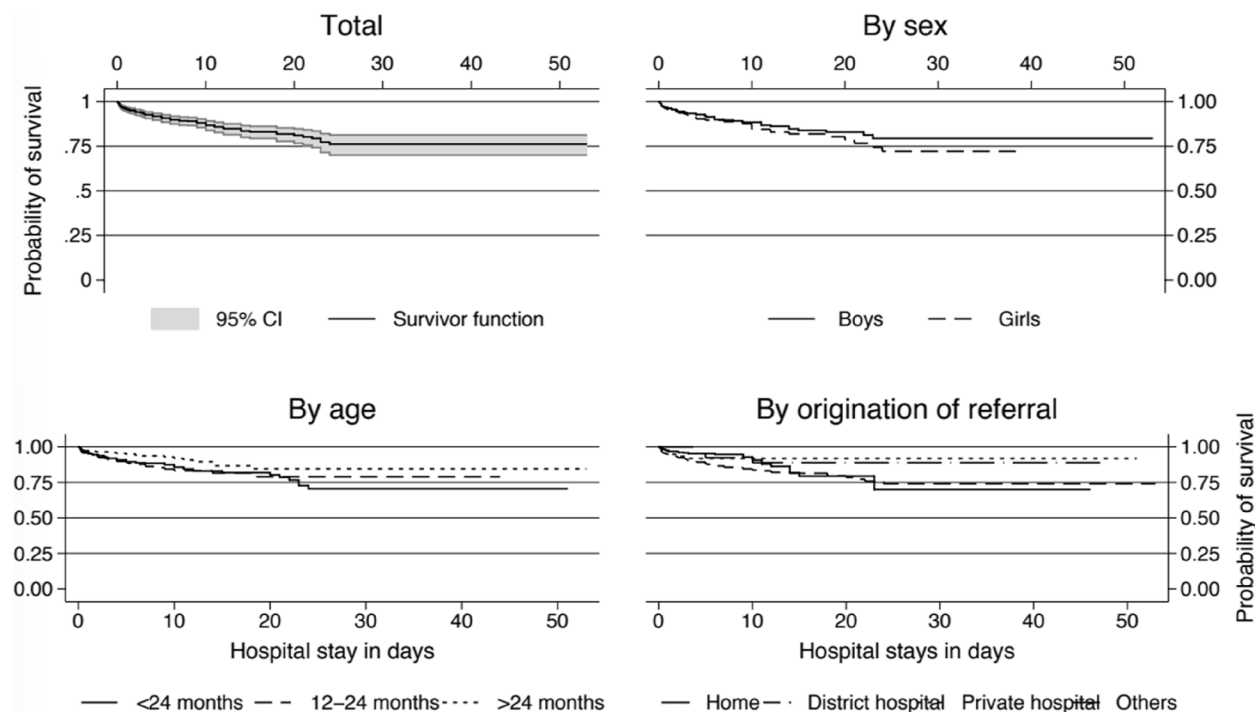 Total
0 10 20 30 40 50
Probability of survival
1
.75
.5
.25
0
95% CI Survivor function
By sex
0 10 20 30 40 50
1.00
0.75
0.50
0.25
0.00
Boys Girls
By age
1.00
0.75
0.50
0.25
0.00
0 10 20 30 40 50
Hospital stay in days
<24 months 12–24 months >24 months
By origination of referral
1.00
0.75
0.50
0.25
0.00
Probability of survival
0 10 20 30 40 50
Hospital stays in days
Home District hospital Private hospital Others